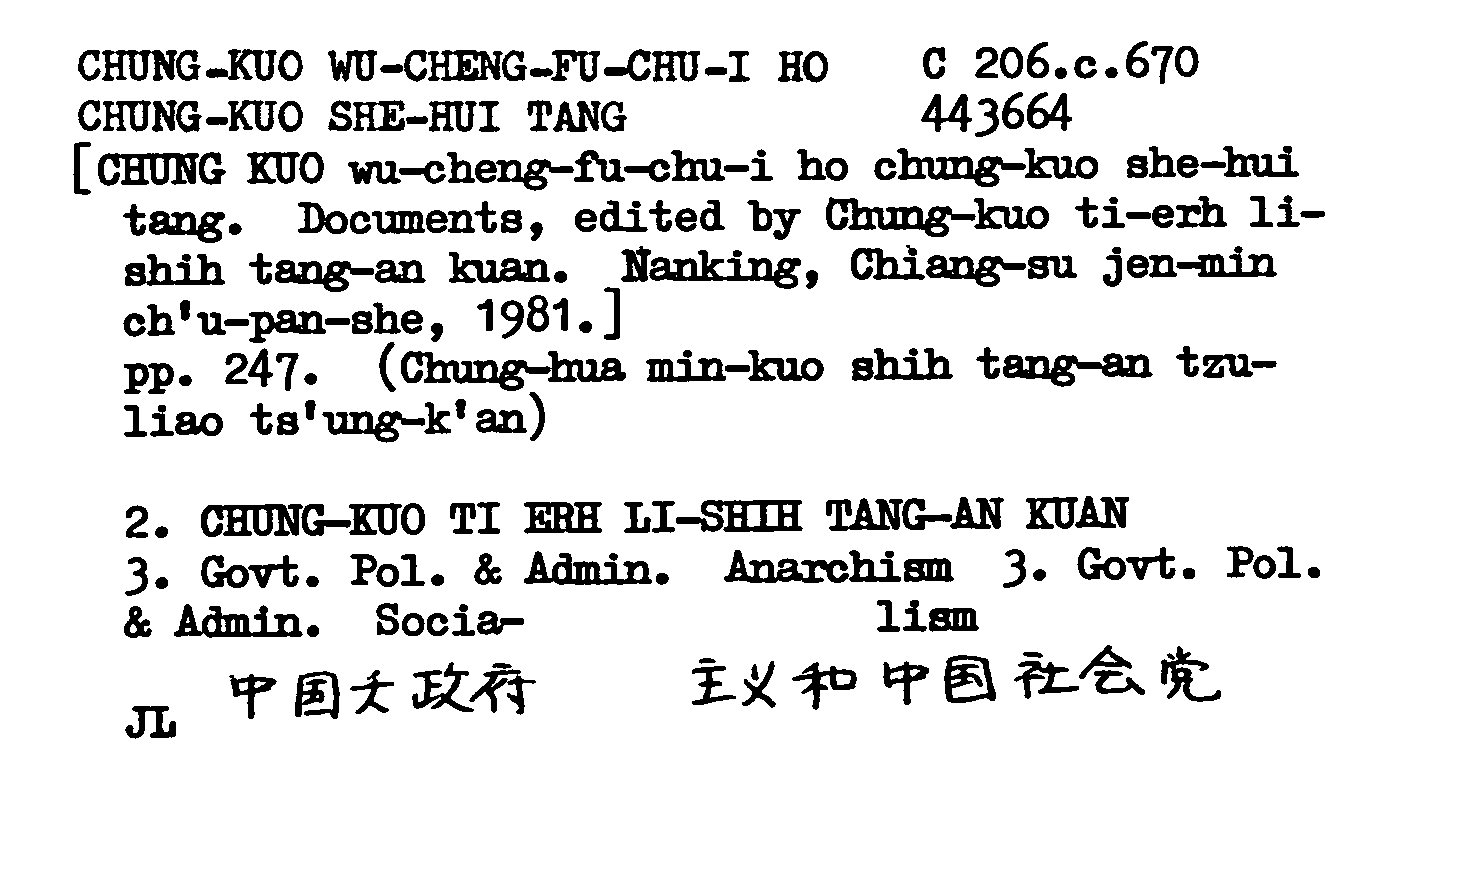 CHUNG-KUO WU-CHENG-FU-CHU-I HO C 206.c.670
CHUNG-KUO SHE-HUI TANG 443664
[CHUNG KUO wu-cheng-fu-chu-i ho chung-kuo she-hui
tang. Documents, edited by Chung-kuo ti-erh li-
shih tang-an kuan. Nanking, Chiang-su jen-min
ch'u-pan-she, 1981.]
pp. 247. (Chung-hua min-kuo shih tang-an tzu-
liao ts'ung-k'an)
2. CHUNG-KUO TI ERH LI-SHIH TANG-AN KUAN
3. Govt. Pol. & Admin. Anarchism 3. Govt. Pol.
& Admin. Socia- lism
中国无政府 主义和中国社会党
JL